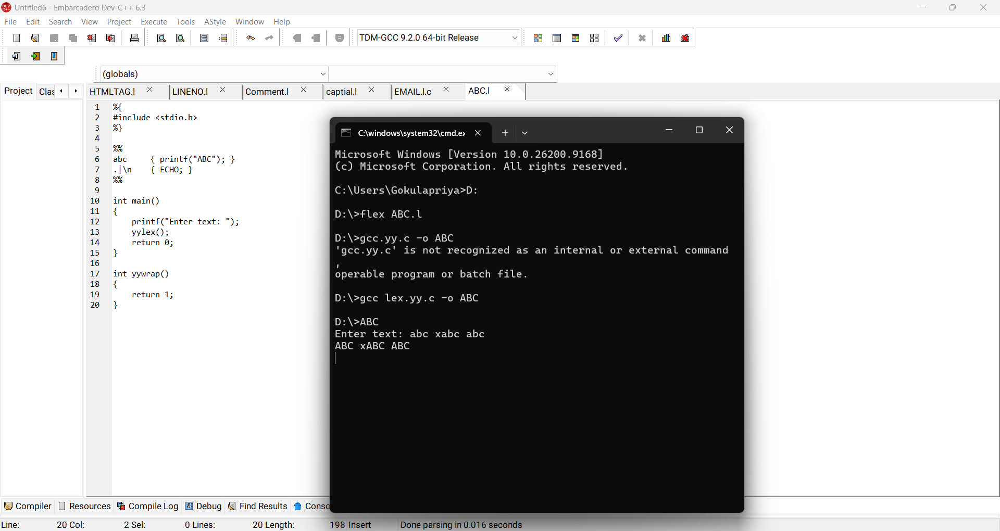 Untitled6 - Embarcadero Dev-C++ 6.3
File Edit Search View Project Execute Tools AStyle Window Help
TDM-GCC 9.2.0 64-bit Release
(globals)
Project Clas HTMLTAG.l LINENO.l Comment.l captial.l EMAIL.l.c ABC.l
1 %{
2 #include <stdio.h>
3 %}
4
5 %%
6 abc { printf("ABC"); }
7 .|\n { ECHO; }
8 %%
9
10 int main()
11 {
12 printf("Enter text: ");
13 yylex();
14 return 0;
15 }
16
17 int yywrap()
18 {
19 return 1;
20 }
C:\windows\system32\cmd.ex
Microsoft Windows [Version 10.0.26200.9168]
(c) Microsoft Corporation. All rights reserved.
C:\Users\Gokulapriya>D:
D:\>flex ABC.l
D:\>gcc.yy.c -o ABC
'gcc.yy.c' is not recognized as an internal or external command
,
operable program or batch file.
D:\>gcc lex.yy.c -o ABC
D:\>ABC
Enter text: abc xabc abc
ABC xABC ABC
Compiler Resources Compile Log Debug Find Results Conso
Line: 20 Col: 2 Sel: 0 Lines: 20 Length: 198 Insert Done parsing in 0.016 seconds